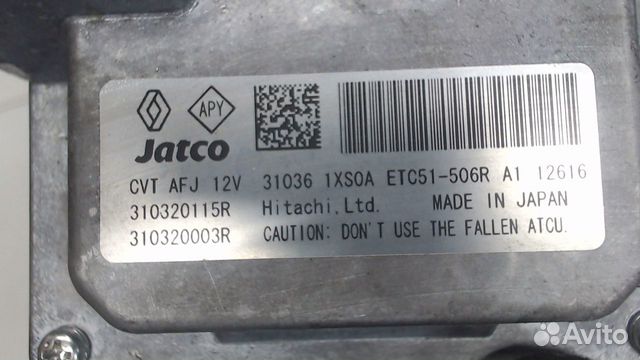 APY
Jatco
CVT AFJ 12V 31036 1XS0A ETC51-506R A1 12616
310320115R Hitachi,Ltd. MADE IN JAPAN
310320003R CAUTION: DON'T USE THE FALLEN ATCU.
Avito